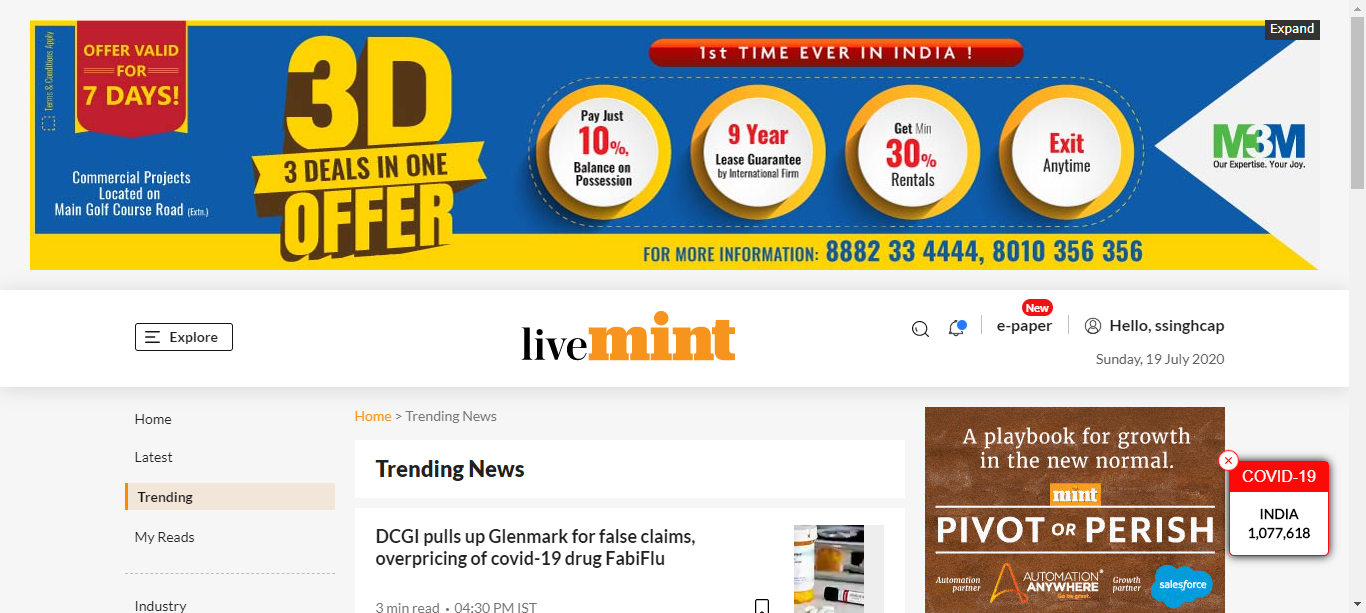 Expand
Terms & Conditions Apply
OFFER VALID
FOR
7 DAYS!
Commercial Projects
Located on
Main Golf Course Road (Extn.)
3D
3 DEALS IN ONE
OFFER
1st TIME EVER IN INDIA !
Pay Just
10%,
Balance on
Possession
9 Year
Lease Guarantee
by International Firm
Get Min
30%
Rentals
Exit
Anytime
M3M
Our Expertise. Your Joy.
FOR MORE INFORMATION: 8882 33 4444, 8010 356 356
Explore
livemint
New
e-paper
Hello, ssinghcap
Sunday, 19 July 2020
Home
Latest
Trending
My Reads
Industry
Home > Trending News
Trending News
DCGI pulls up Glenmark for false claims,
overpricing of covid-19 drug FabiFlu
3 min read • 04:30 PM IST
A playbook for growth
in the new normal.
mint
PIVOT OR PERISH
Automation
partner
AUTOMATION
ANYWHERE
Go be great.
Growth
partner
salesforce
COVID-19
INDIA
1,077,618